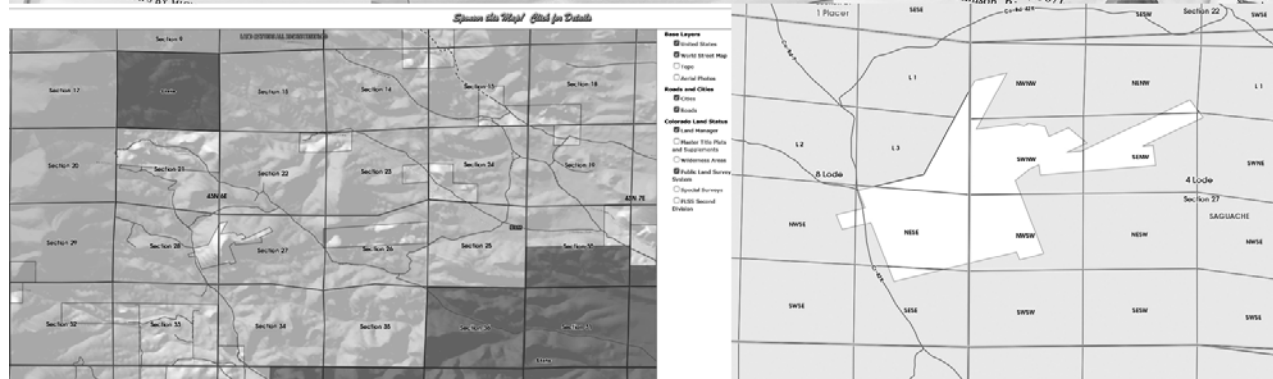 Sponsor this Map! Click for Details
Section 9
Section 17
Section 15
Section 14
Section 13
Section 18
Section 20
Section 21
Section 22
Section 23
Section 24
Section 19
45N 6E
45N 7E
Section 29
Section 28
Section 27
Section 26
Section 25
Section 30
Section 32
Section 33
Section 34
Section 35
Section 36
Section 31
Base Layers
United States
World Street Map
Topo
Aerial Photos
Roads and Cities
Cities
Roads
Colorado Land Status
Land Manager
Master Title Plats
and Supplements
Wilderness Areas
Public Land Survey
System
Special Surveys
PLSS Second
Division
1 Placer
SESE
SESW
Section 22
SWSE
L 1
NWNW
NENW
L 1
L 2
L 3
SWNW
SENW
SWNE
8 Lode
4 Lode
Section 27
SAGUACHE
NWSE
NESE
NWSW
NESW
NWSE
SWSE
SESE
SWSW
SESW
SWSE